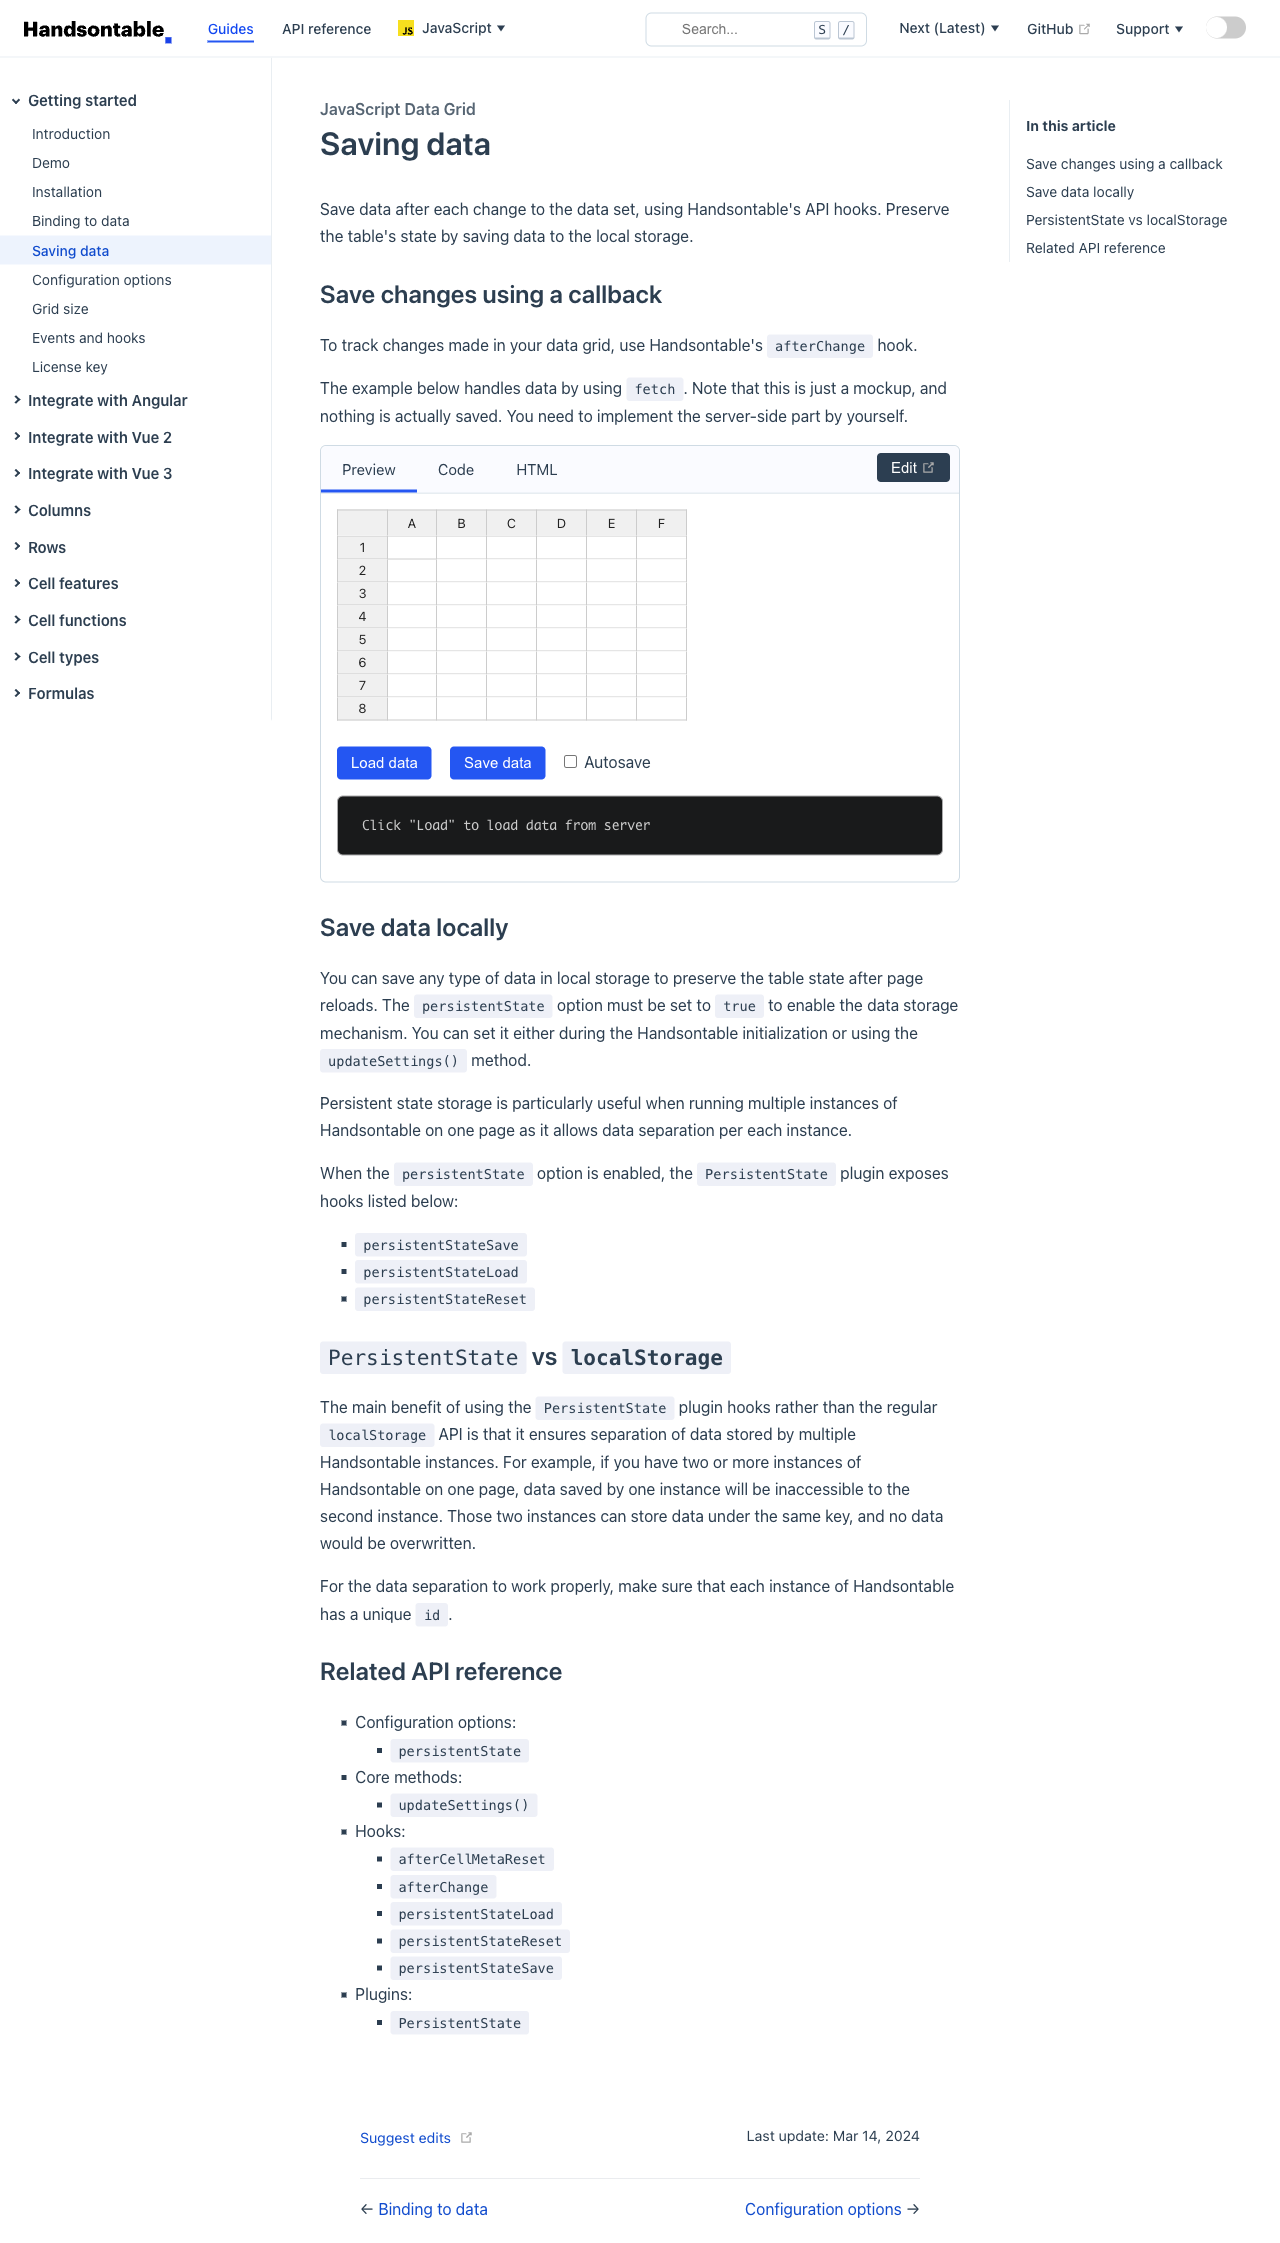 Handsontable
Guides
API reference
JS
JavaScript
Search...
S
/
Next (Latest)
GitHub
Support
Getting started
Introduction
Demo
Installation
Binding to data
Saving data
Configuration options
Grid size
Events and hooks
License key
Integrate with Angular
Integrate with Vue 2
Integrate with Vue 3
Columns
Rows
Cell features
Cell functions
Cell types
Formulas
JavaScript Data Grid
Saving data
Save data after each change to the data set, using Handsontable's API hooks. Preserve
the table's state by saving data to the local storage.
Save changes using a callback
To track changes made in your data grid, use Handsontable's afterChange hook.
The example below handles data by using fetch. Note that this is just a mockup, and
nothing is actually saved. You need to implement the server-side part by yourself.
Preview
Code
HTML
Edit
A B C D E F
1
2
3
4
5
6
7
8
Load data
Save data
Autosave
Click "Load" to load data from server
Save data locally
You can save any type of data in local storage to preserve the table state after page
reloads. The persistentState option must be set to true to enable the data storage
mechanism. You can set it either during the Handsontable initialization or using the
updateSettings() method.
Persistent state storage is particularly useful when running multiple instances of
Handsontable on one page as it allows data separation per each instance.
When the persistentState option is enabled, the PersistentState plugin exposes
hooks listed below:
persistentStateSave
persistentStateLoad
persistentStateReset
PersistentState vs localStorage
The main benefit of using the PersistentState plugin hooks rather than the regular
localStorage API is that it ensures separation of data stored by multiple
Handsontable instances. For example, if you have two or more instances of
Handsontable on one page, data saved by one instance will be inaccessible to the
second instance. Those two instances can store data under the same key, and no data
would be overwritten.
For the data separation to work properly, make sure that each instance of Handsontable
has a unique id.
Related API reference
Configuration options:
persistentState
Core methods:
updateSettings()
Hooks:
afterCellMetaReset
afterChange
persistentStateLoad
persistentStateReset
persistentStateSave
Plugins:
PersistentState
Suggest edits
Last update: Mar 14, 2024
← Binding to data
Configuration options →
In this article
Save changes using a callback
Save data locally
PersistentState vs localStorage
Related API reference